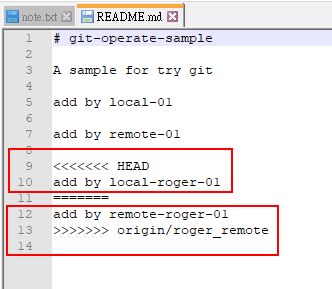 note.txt README.md
1 # git-operate-sample
2
3 A sample for try git
4
5 add by local-01
6
7 add by remote-01
8
9 <<<<<<< HEAD
10 add by local-roger-01
11 =======
12 add by remote-roger-01
13 >>>>>>> origin/roger_remote
14